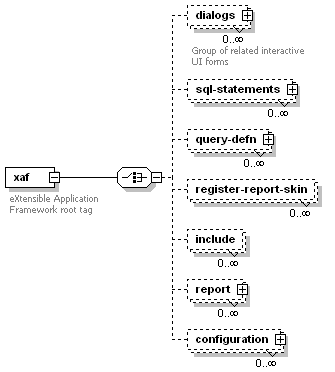 dialogs
0..∞
Group of related interactive
UI forms
sql-statements
0..∞
query-defn
0..∞
xaf
eXtensible Application
Framework root tag
register-report-skin
0..∞
include
0..∞
report
0..∞
configuration
0..∞